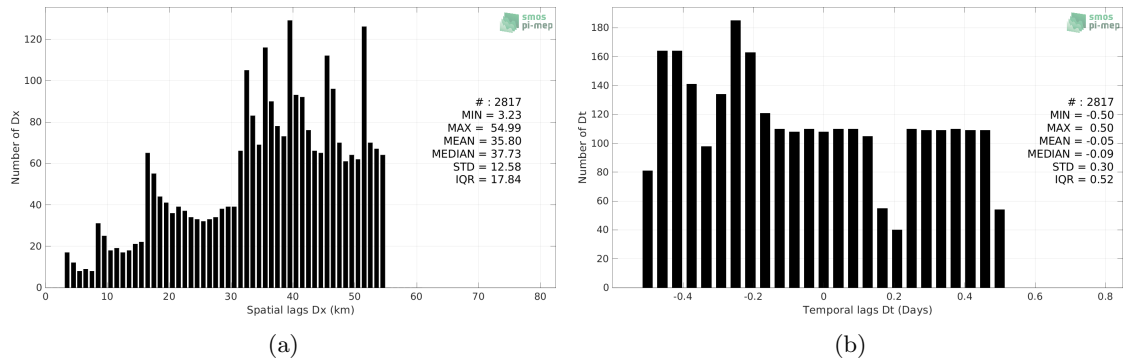 smos
pi-mep
Number of Dx
120
100
80
60
40
20
0
# : 2817
MIN = 3.23
MAX = 54.99
MEAN = 35.80
MEDIAN = 37.73
STD = 12.58
IQR = 17.84
0 10 20 30 40 50 60 70 80
Spatial lags Dx (km)
(a)
smos
pi-mep
Number of Dt
180
160
140
120
100
80
60
40
20
0
# : 2817
MIN = -0.50
MAX = 0.50
MEAN = -0.05
MEDIAN = -0.09
STD = 0.30
IQR = 0.52
-0.4 -0.2 0 0.2 0.4 0.6 0.8
Temporal lags Dt (Days)
(b)